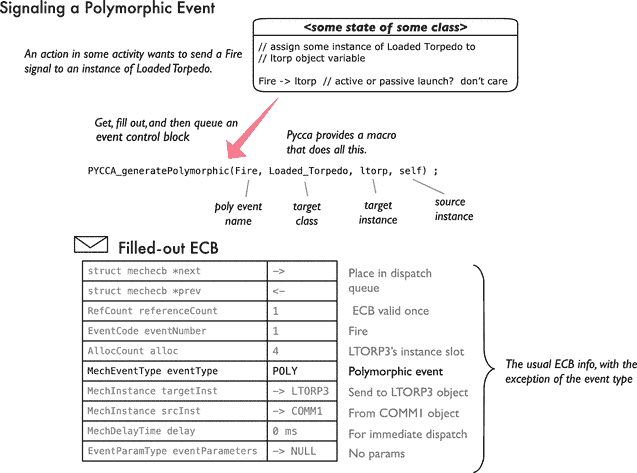 Signaling a Polymorphic Event
<some state of some class>
An action in some activity wants to send a Fire
signal to an instance of Loaded Torpedo.
// assign some instance of Loaded Torpedo to
// ltorp object variable
Fire -> ltorp // active or passive launch? don't care
Get, fill out, and then queue an
event control block
Pycca provides a macro
that does all this.
PYCCA_generatePolymorphic(Fire, Loaded_Torpedo, ltorp, self) ;
poly event
name
target
class
target
instance
source
instance
Filled-out ECB
struct mechecb *next -> Place in dispatch
queue
struct mechecb *prev <-
RefCount referenceCount 1 ECB valid once
EventCode eventNumber 1 Fire
AllocCount alloc 4 LTORP3's instance slot
MechEventType eventType POLY Polymorphic event
MechInstance targetInst -> LTORP3 Send to LTORP3 object
MechInstance srcInst -> COMM1 From COMM1 object
MechDelayTime delay 0 ms For immediate dispatch
EventParamType eventParameters -> NULL No params
The usual ECB info, with the
exception of the event type